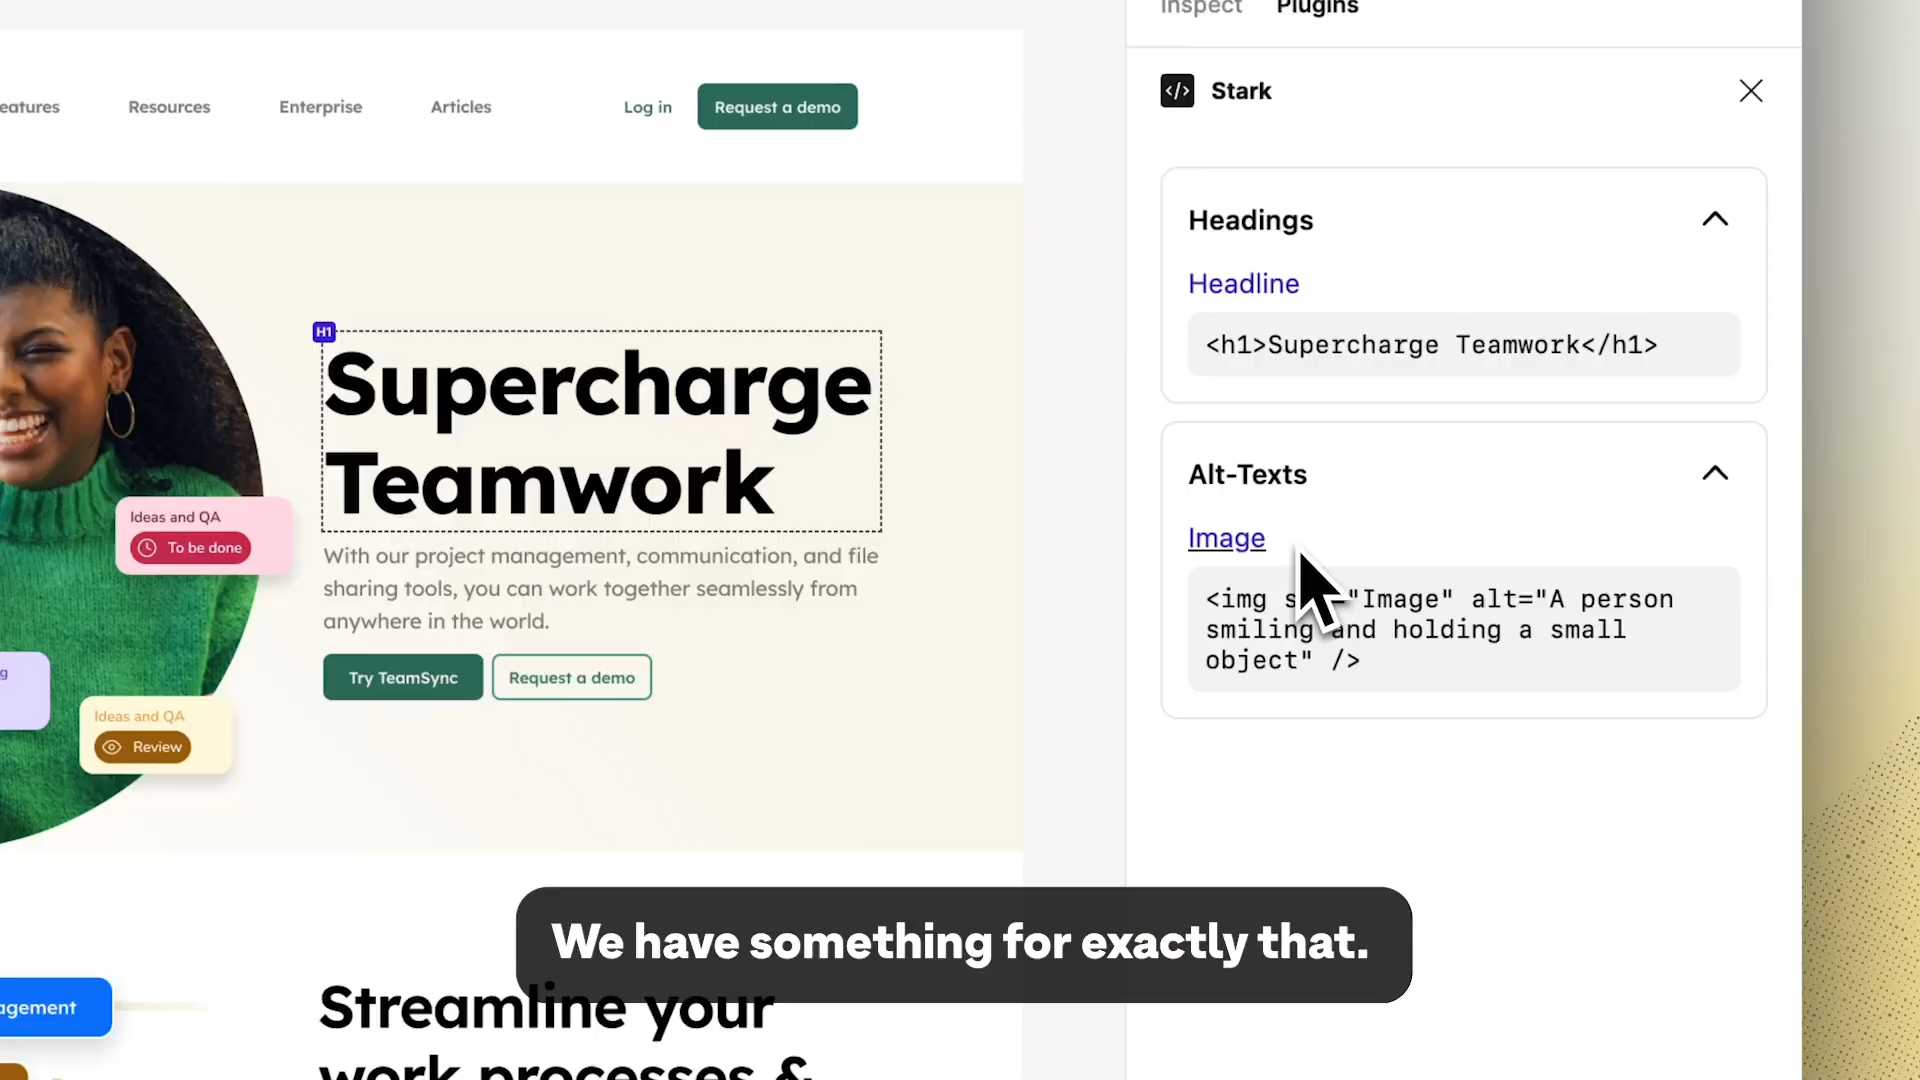 eatures
Resources
Enterprise
Articles
Log in
Request a demo
H1
Supercharge
Teamwork
With our project management, communication, and file
sharing tools, you can work together seamlessly from
anywhere in the world.
Try TeamSync
Request a demo
Ideas and QA
To be done
g
Ideas and QA
Review
agement
Streamline your
work processes &
Inspect
Plugins
</> Stark
Headings
Headline
<h1>Supercharge Teamwork</h1>
Alt-Texts
Image
<img s="Image" alt="A person
smiling and holding a small
object" />
We have something for exactly that.